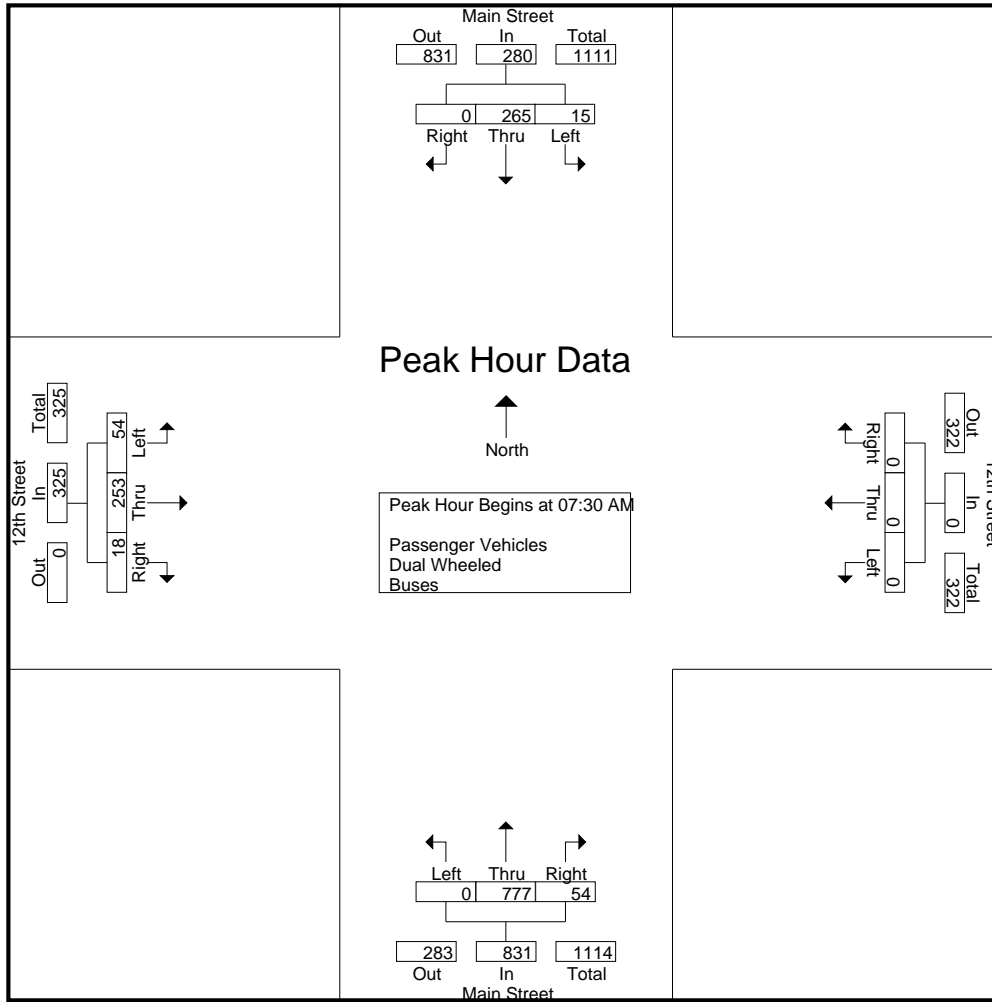 Main Street
Out In Total
831 280 1111
0 265 15
Right Thru Left
Peak Hour Data
North
Peak Hour Begins at 07:30 AM
Passenger Vehicles
Dual Wheeled
Buses
12th Street
Out In Total
0 325 325
18 253 54
Right Thru Left
12th Street
Out In Total
322 0 322
0 0 0
Right Thru Left
Left Thru Right
0 777 54
283 831 1114
Out In Total
Main Street